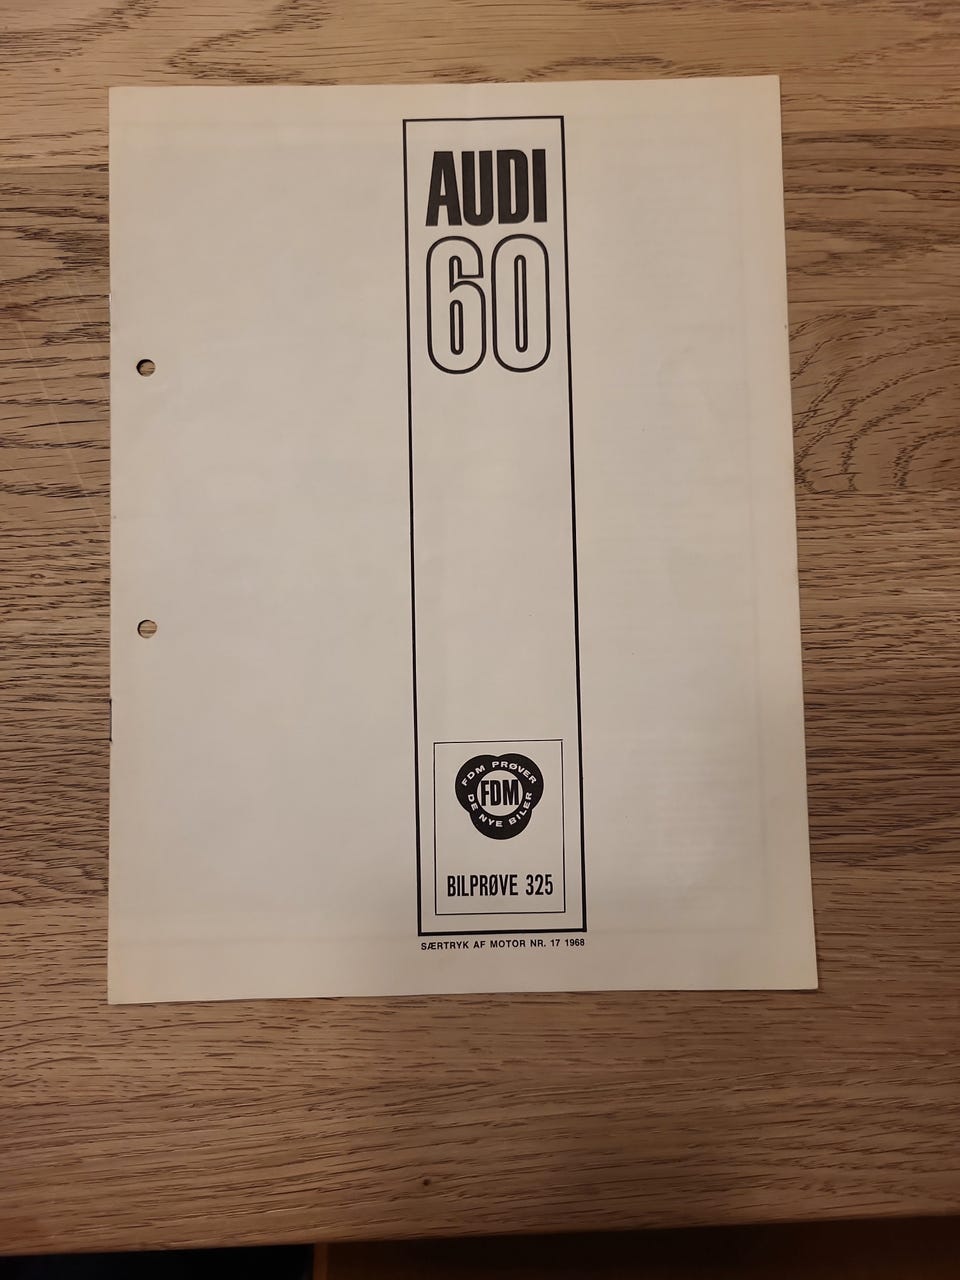 AUDI
60
FDM PRØVER
FDM
DE NYE BILER
BILPRØVE 325
SÆRTRYK AF MOTOR NR. 17 1968